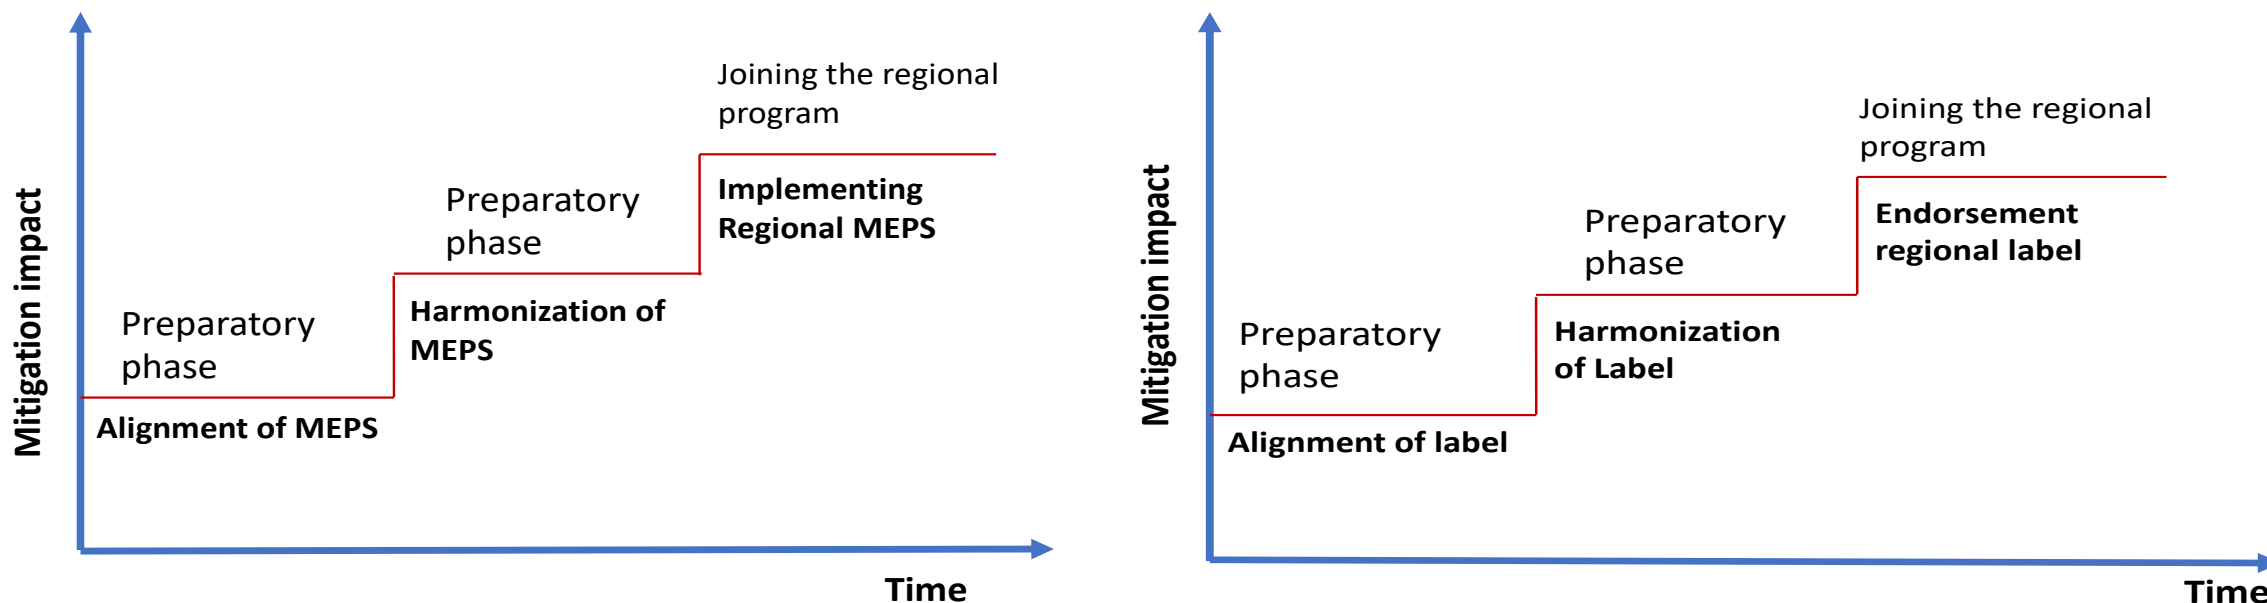 Mitigation impact
Joining the regional
program
Implementing
Regional MEPS
Preparatory
phase
Harmonization of
MEPS
Preparatory
phase
Alignment of MEPS
Time
Mitigation impact
Joining the regional
program
Endorsement
regional label
Preparatory
phase
Harmonization
of Label
Preparatory
phase
Alignment of label
Time